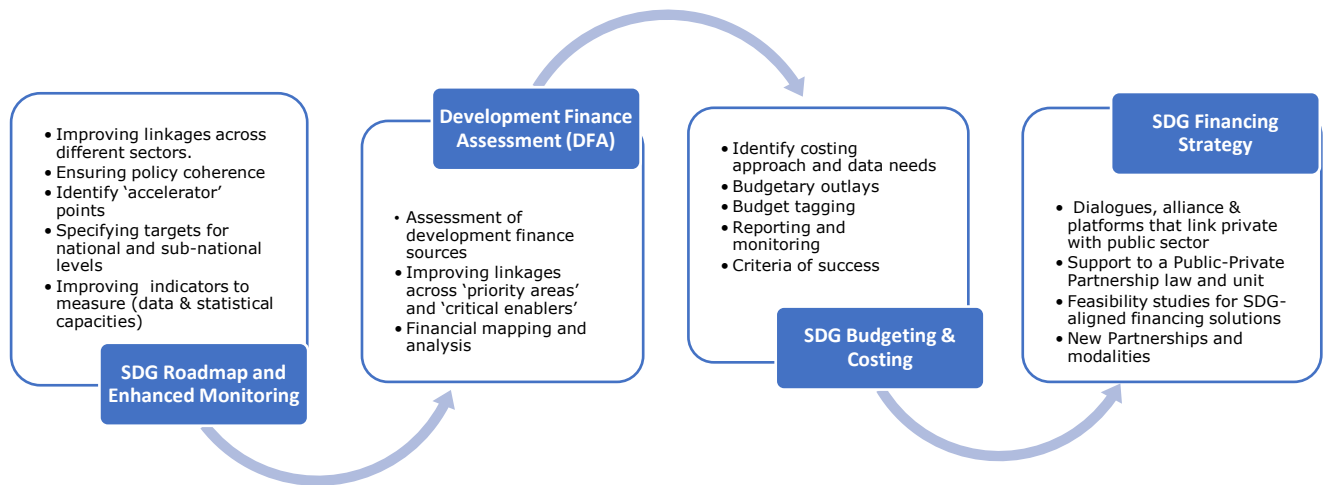 • Improving linkages across
different sectors.
• Ensuring policy coherence
• Identify ‘accelerator’
points
• Specifying targets for
national and sub-national
levels
• Improving indicators to
measure (data & statistical
capacities)
SDG Roadmap and
Enhanced Monitoring
Development Finance
Assessment (DFA)
• Assessment of
development finance
sources
• Improving linkages
across ‘priority areas’
and ‘critical enablers’
• Financial mapping and
analysis
• Identify costing
approach and data needs
• Budgetary outlays
• Budget tagging
• Reporting and
monitoring
• Criteria of success
SDG Budgeting &
Costing
SDG Financing
Strategy
• Dialogues, alliance &
platforms that link private
with public sector
• Support to a Public-Private
Partnership law and unit
• Feasibility studies for SDG-
aligned financing solutions
• New Partnerships and
modalities